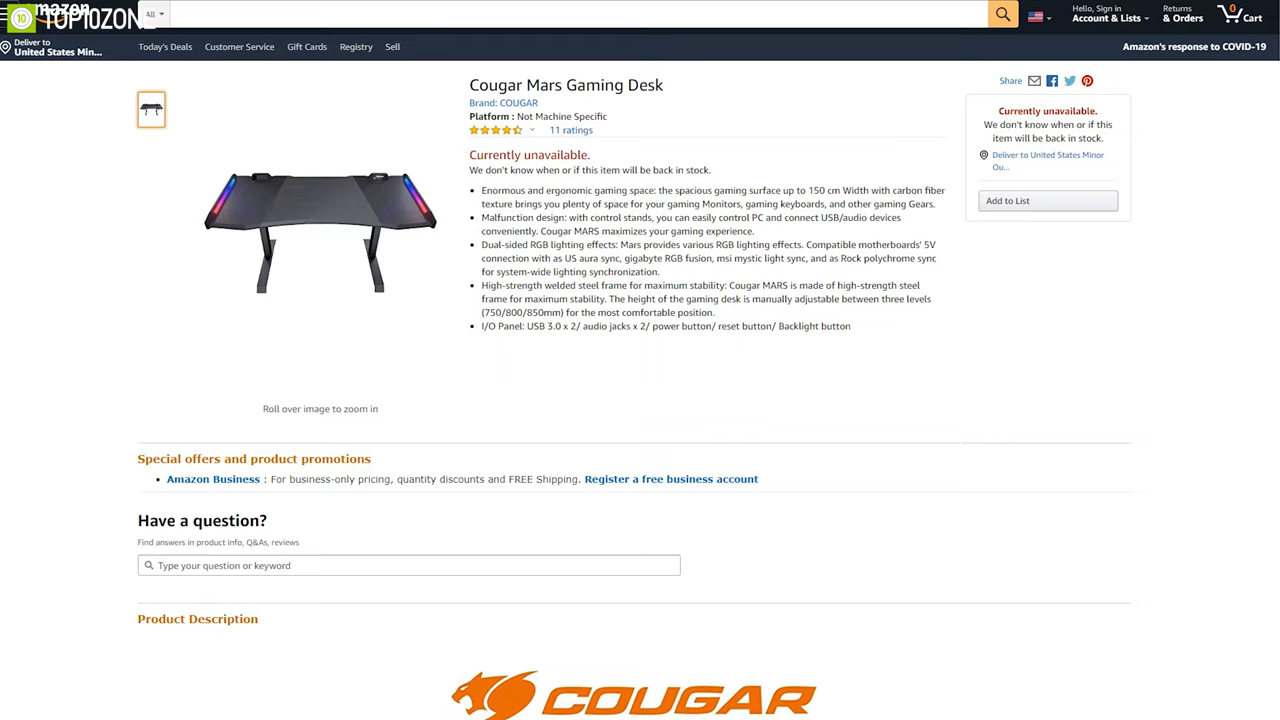 amazon
10 TOP10ZONE
All
Hello, Sign in
Account & Lists
Returns
& Orders
0
Cart
Deliver to
United States Min...
Today's Deals Customer Service Gift Cards Registry Sell
Amazon's response to COVID-19
Cougar Mars Gaming Desk
Brand: COUGAR
Platform : Not Machine Specific
11 ratings
Currently unavailable.
We don't know when or if this item will be back in stock.
• Enormous and ergonomic gaming space: the spacious gaming surface up to 150 cm Width with carbon fiber
texture brings you plenty of space for your gaming Monitors, gaming keyboards, and other gaming Gears.
• Malfunction design: with control stands, you can easily control PC and connect USB/audio devices
conveniently. Cougar MARS maximizes your gaming experience.
• Dual-sided RGB lighting effects: Mars provides various RGB lighting effects. Compatible motherboards' 5V
connection with as US aura sync, gigabyte RGB fusion, msi mystic light sync, and as Rock polychrome sync
for system-wide lighting synchronization.
• High-strength welded steel frame for maximum stability: Cougar MARS is made of high-strength steel
frame for maximum stability. The height of the gaming desk is manually adjustable between three levels
(750/800/850mm) for the most comfortable position.
• I/O Panel: USB 3.0 x 2/ audio jacks x 2/ power button/ reset button/ Backlight button
Share
Currently unavailable.
We don't know when or if this
item will be back in stock.
Deliver to United States Minor
Ou...
Add to List
Roll over image to zoom in
Special offers and product promotions
• Amazon Business : For business-only pricing, quantity discounts and FREE Shipping. Register a free business account
Have a question?
Find answers in product info, Q&As, reviews
Type your question or keyword
Product Description
COUGAR